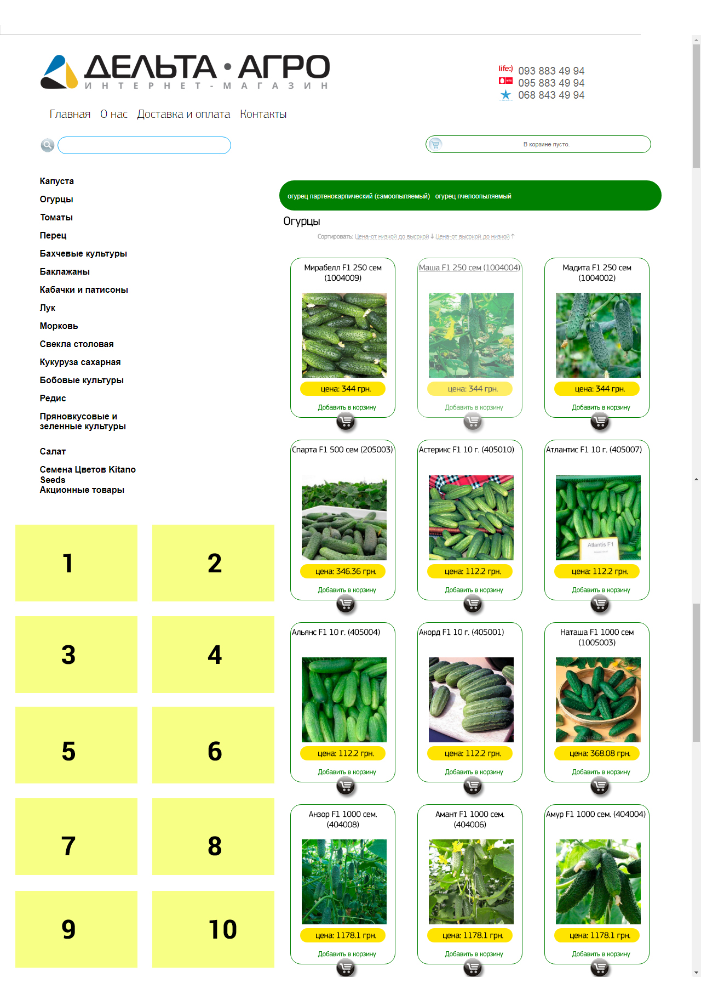 ДЕЛЬТА • АГРО
ИНТЕРНЕТ-МАГАЗИН
life:) 093 883 49 94
МТС 095 883 49 94
068 843 49 94
Главная О нас Доставка и оплата Контакты
В корзине пусто.
Капуста
Огурцы
Томаты
Перец
Бахчевые культуры
Баклажаны
Кабачки и патисоны
Лук
Морковь
Свекла столовая
Кукуруза сахарная
Бобовые культуры
Редис
Пряновкусовые и
зеленные культуры
Салат
Семена Цветов Kitano
Seeds
Акционные товары
1 2
3 4
5 6
7 8
9 10
огурец партенокарпический (самоопыляемый) огурец пчелоопыляемый
Огурцы
Сортировать: Цена-от низкой до высокой ↓ Цена-от высокой до низкой ↑
Мирабелл F1 250 сем
(1004009)
цена: 344 грн.
Добавить в корзину
Маша F1 250 сем (1004004)
цена: 344 грн.
Добавить в корзину
Мадита F1 250 сем
(1004002)
цена: 344 грн.
Добавить в корзину
Спарта F1 500 сем (205003)
цена: 346.36 грн.
Добавить в корзину
Астерикс F1 10 г. (405010)
цена: 112.2 грн.
Добавить в корзину
Атлантис F1 10 г. (405007)
Atlantis F1
цена: 112.2 грн.
Добавить в корзину
Альянс F1 10 г. (405004)
цена: 112.2 грн.
Добавить в корзину
Акорд F1 10 г. (405001)
цена: 112.2 грн.
Добавить в корзину
Наташа F1 1000 сем
(1005003)
цена: 368.08 грн.
Добавить в корзину
Анзор F1 1000 сем.
(404008)
цена: 1178.1 грн.
Добавить в корзину
Амант F1 1000 сем.
(404006)
цена: 1178.1 грн.
Добавить в корзину
Амур F1 1000 сем. (404004)
цена: 1178.1 грн.
Добавить в корзину